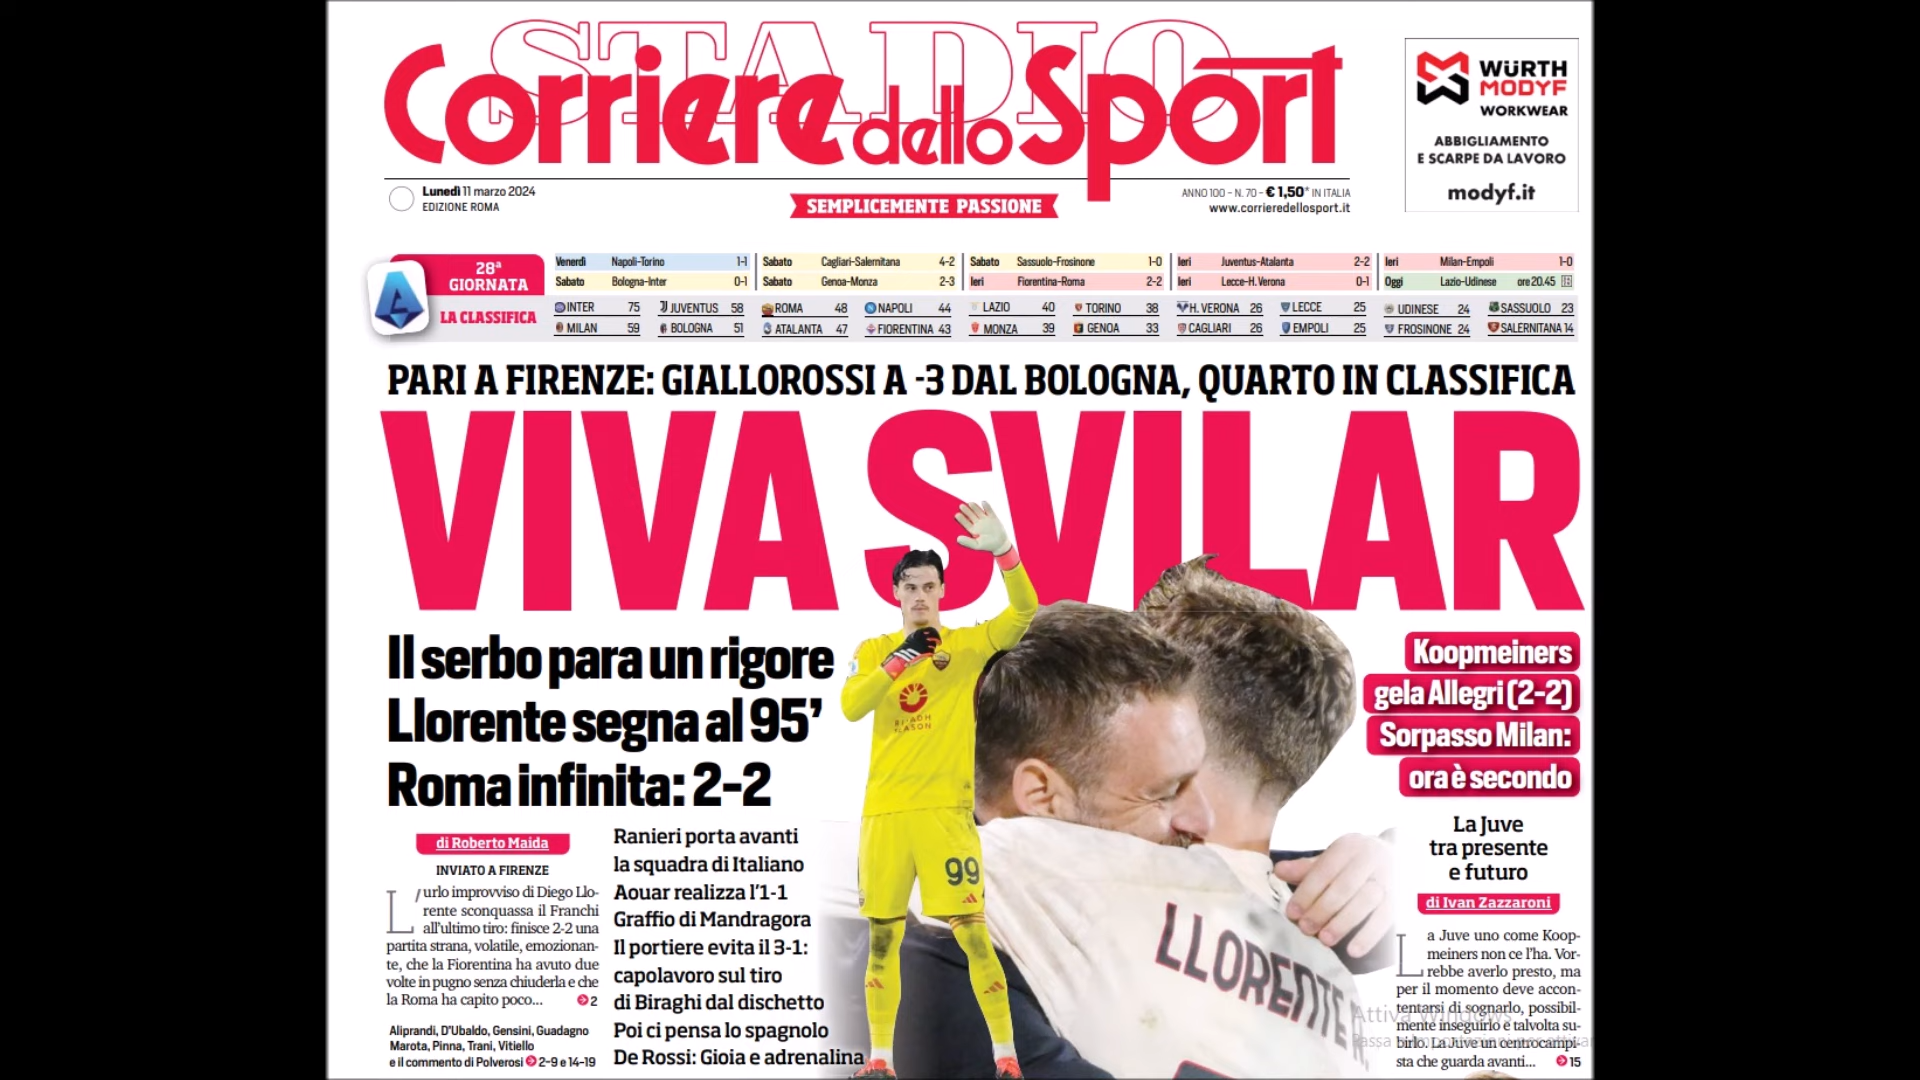 STADIO
Corriere dello Sport
WÜRTH
MODYF
WORKWEAR
ABBIGLIAMENTO
E SCARPE DA LAVORO
modyf.it
Lunedì 11 marzo 2024
EDIZIONE ROMA
SEMPLICEMENTE PASSIONE
ANNO 100 - N. 70 - € 1,50* IN ITALIA
www.corrieredellosport.it
28ª
GIORNATA
Venerdì Napoli-Torino 1-1 Sabato Cagliari-Salernitana 4-2 Sabato Sassuolo-Frosinone 1-0 Ieri Juventus-Atalanta 2-2 Ieri Milan-Empoli 1-0
Sabato Bologna-Inter 0-1 Sabato Genoa-Monza 2-3 Ieri Fiorentina-Roma 2-2 Ieri Lecce-H. Verona 0-1 Oggi Lazio-Udinese ore 20.45
LA CLASSIFICA
INTER 75 JUVENTUS 58 ROMA 48 NAPOLI 44 LAZIO 40 TORINO 38 H. VERONA 26 LECCE 25 UDINESE 24 SASSUOLO 23
MILAN 59 BOLOGNA 51 ATALANTA 47 FIORENTINA 43 MONZA 39 GENOA 33 CAGLIARI 26 EMPOLI 25 FROSINONE 24 SALERNITANA 14
PARI A FIRENZE: GIALLOROSSI A -3 DAL BOLOGNA, QUARTO IN CLASSIFICA
VIVA SVILAR
Il serbo para un rigore
Llorente segna al 95’
Roma infinita: 2-2
di Roberto Maida
INVIATO A FIRENZE
L’urlo improvviso di Diego Llo-
rente sconquassa il Franchi
all’ultimo tiro: finisce 2-2 una
partita strana, volatile, emozionan-
te, che la Fiorentina ha avuto due
volte in pugno senza chiuderla e che
la Roma ha capito poco... 2
Aliprandi, D’Ubaldo, Gensini, Guadagno
Marota, Pinna, Trani, Vitiello
e il commento di Polverosi 2-9 e 14-19
Ranieri porta avanti
la squadra di Italiano
Aouar realizza l’1-1
Graffio di Mandragora
Il portiere evita il 3-1:
capolavoro sul tiro
di Biraghi dal dischetto
Poi ci pensa lo spagnolo
De Rossi: Gioia e adrenalina
RIYADH
SEASON
99
LLORENTE
Koopmeiners
gela Allegri (2-2)
Sorpasso Milan:
ora è secondo
La Juve
tra presente
e futuro
di Ivan Zazzaroni
La Juve uno come Koop-
meiners non ce l’ha. Vor-
rebbe averlo presto, ma
per il momento deve accon-
tentarsi di sognarlo, possibil-
mente inseguirlo e talvolta su-
birlo. La Juve un centrocampi-
sta che guarda avanti... 15
Attiva Windows